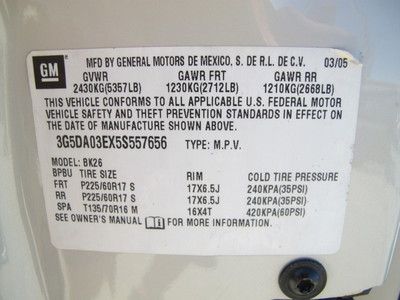 GM
MFD BY GENERAL MOTORS DE MEXICO, S. DE R.L. DE C.V. 03/05
GVWR GAWR FRT GAWR RR
2430KG(5357LB) 1230KG(2712LB) 1210KG(2668LB)
THIS VEHICLE CONFORMS TO ALL APPLICABLE U.S. FEDERAL MOTOR
VEHICLE SAFETY AND THEFT PREVENTION STANDARDS IN EFFECT ON
THE DATE OF MANUFACTURE SHOWN ABOVE.
3G5DA03EX5S557656 TYPE: M.P.V.
MODEL: BK26
BPBU TIRE SIZE RIM COLD TIRE PRESSURE
FRT P225/60R17 S 17X6.5J 240KPA(35PSI)
RR P225/60R17 S 17X6.5J 240KPA(35PSI)
SPA T135/70R16 M 16X4T 420KPA(60PSI)
SEE OWNER'S MANUAL FOR MORE INFORMATION.